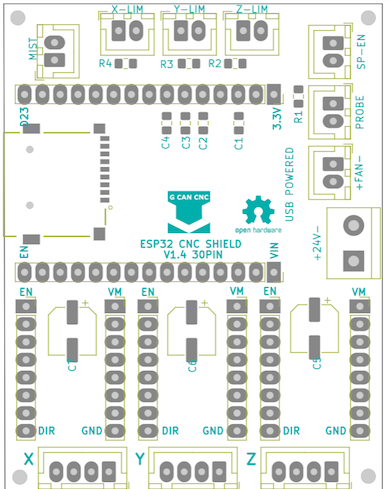 X-LIM Y-LIM Z-LIM
MIST
SP-EN
R4 R3 R2
D23
3.3V
R1
PROBE
C4 C3 C2 C1
+FAN-
USB POWERED
G CAN CNC
open hardware
ESP32 CNC SHIELD
V1.4 30PIN
EN
VIN
+24V-
EN VM EN VM EN VM
+ + +
C7 C6 C5
DIR GND DIR GND DIR GND
X Y Z